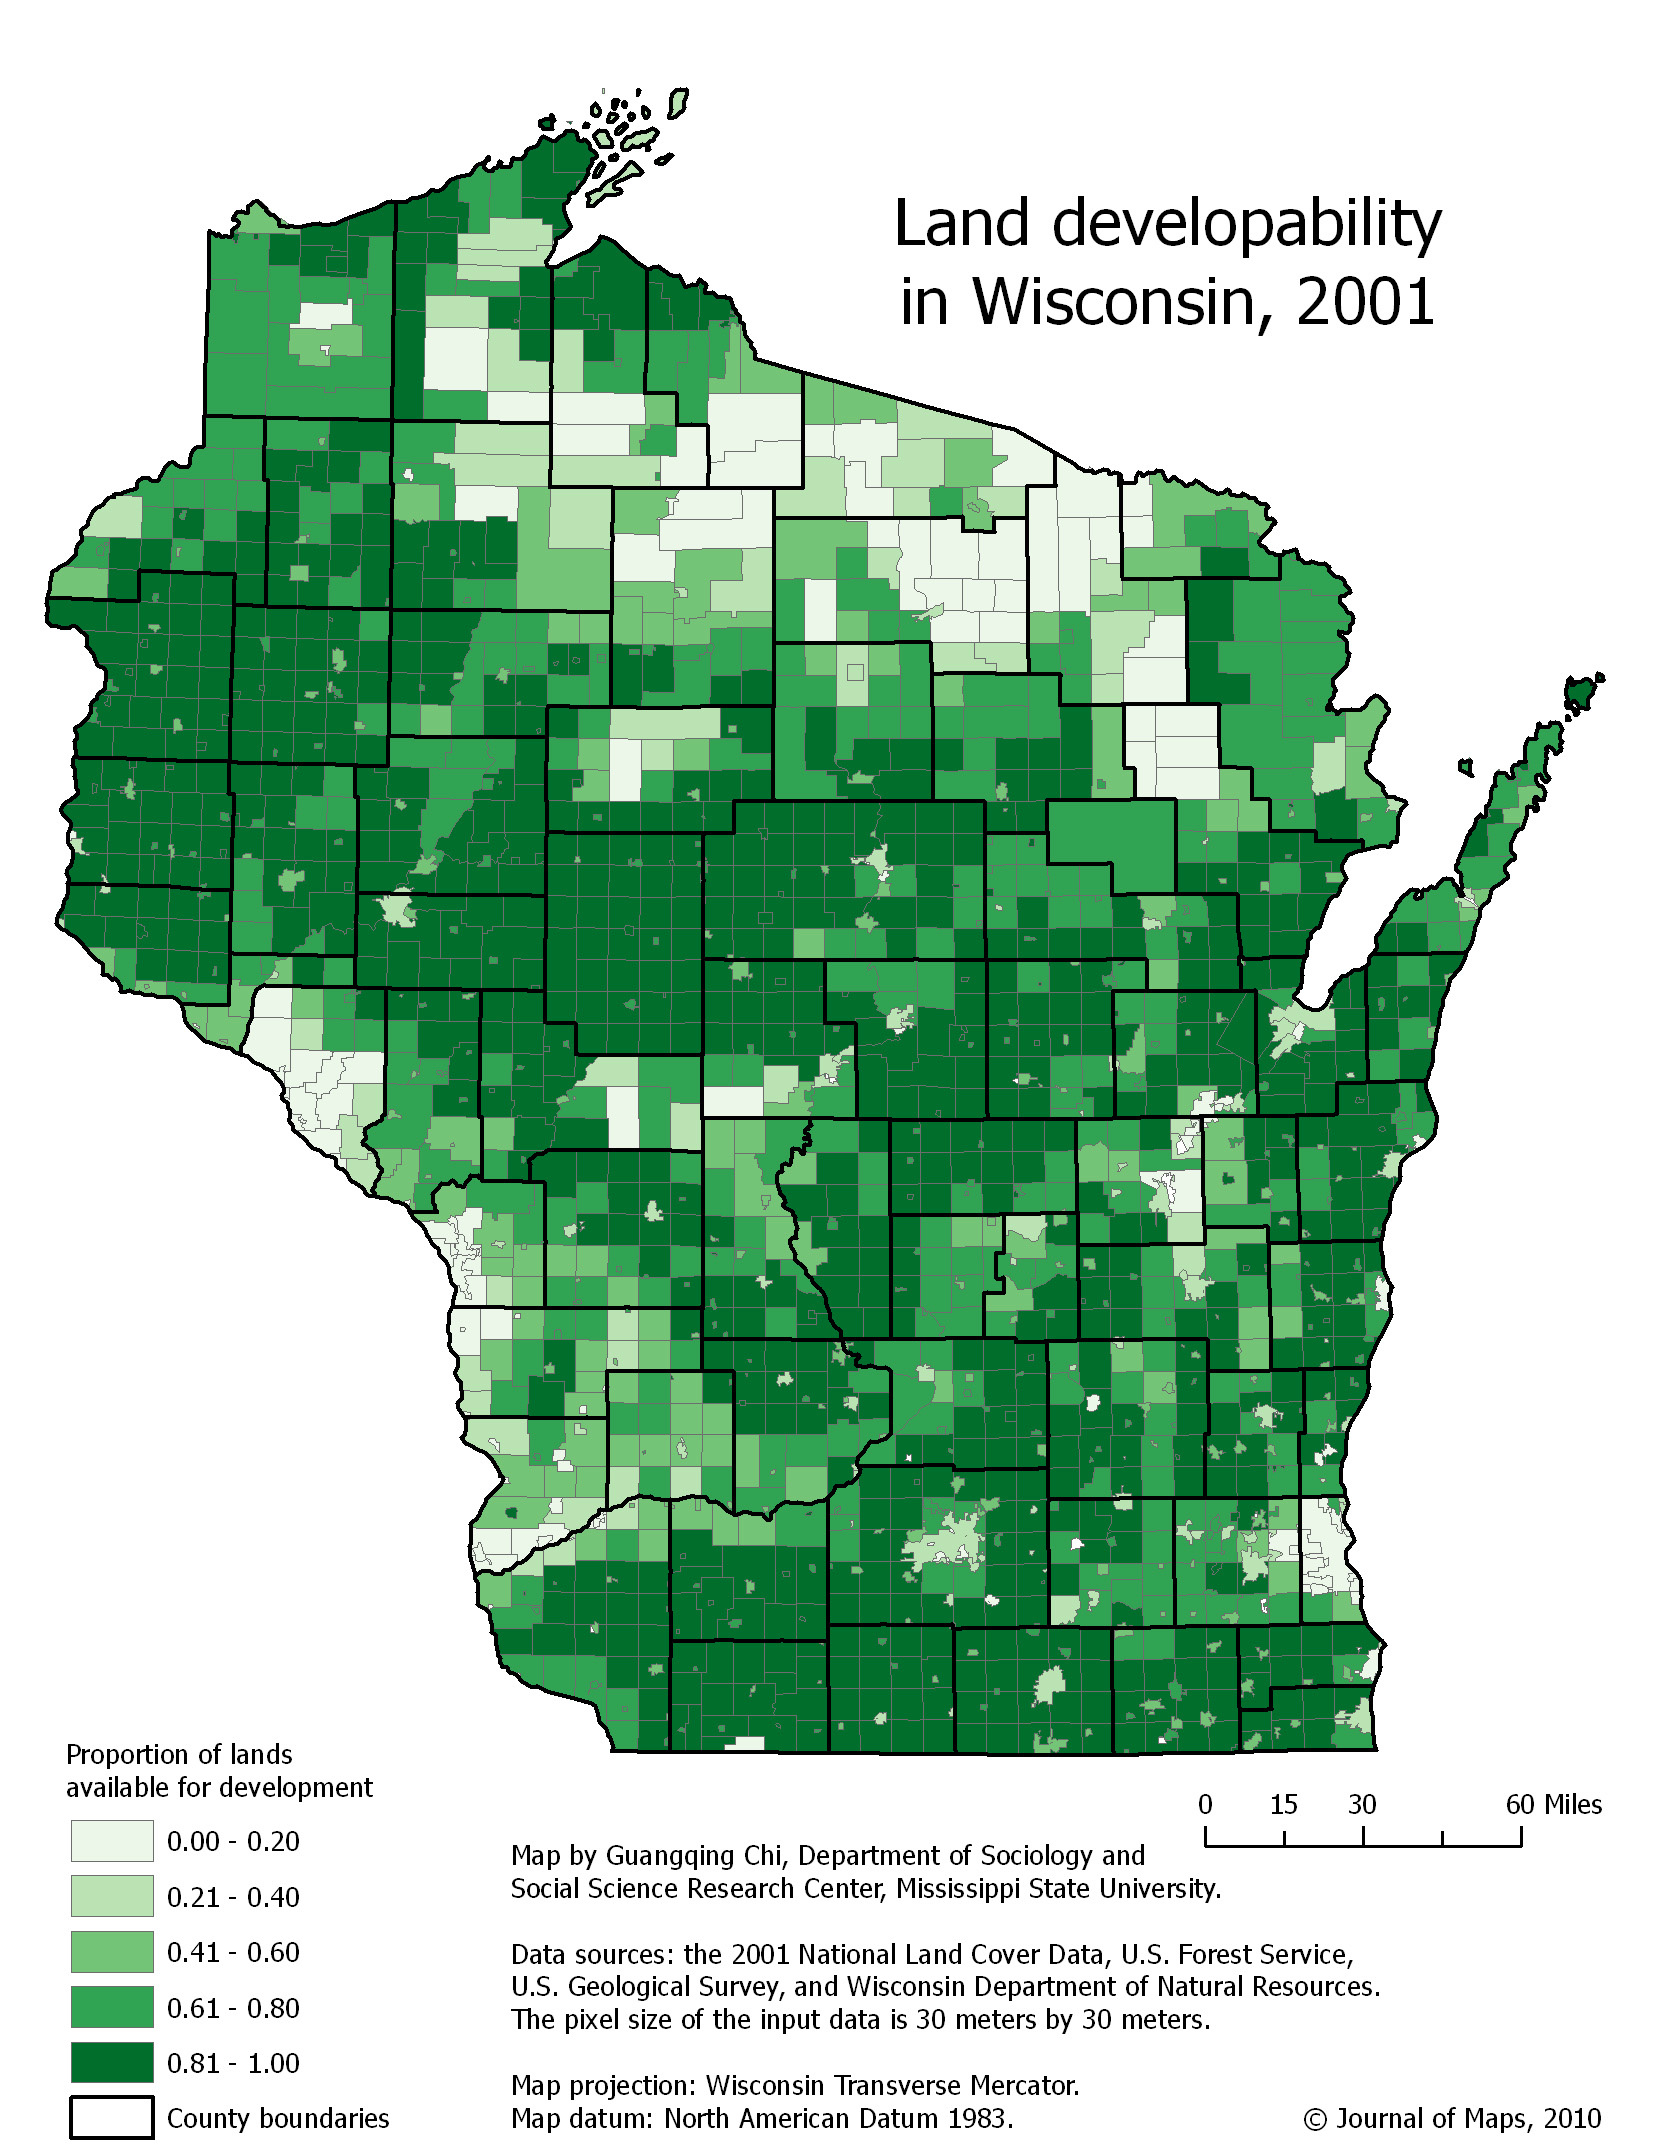 Land developability
in Wisconsin, 2001
Proportion of lands
available for development
0.00 - 0.20
0.21 - 0.40
0.41 - 0.60
0.61 - 0.80
0.81 - 1.00
County boundaries
0 15 30 60 Miles
Map by Guangqing Chi, Department of Sociology and
Social Science Research Center, Mississippi State University.
Data sources: the 2001 National Land Cover Data, U.S. Forest Service,
U.S. Geological Survey, and Wisconsin Department of Natural Resources.
The pixel size of the input data is 30 meters by 30 meters.
Map projection: Wisconsin Transverse Mercator.
Map datum: North American Datum 1983.
© Journal of Maps, 2010